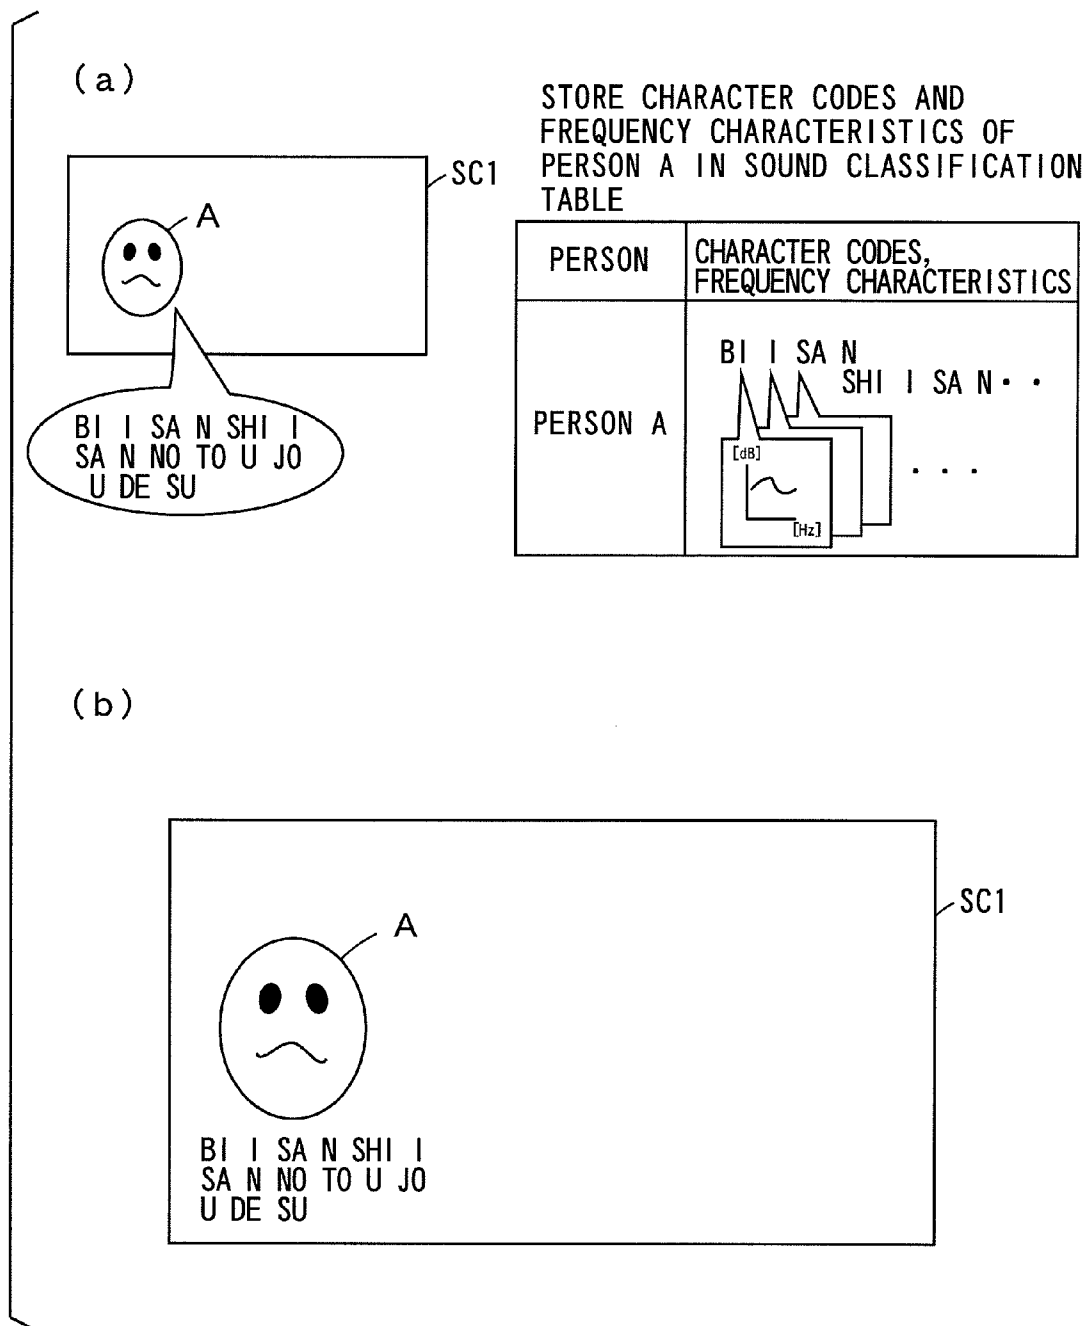 (a)
SC1
A
BI I SA N SHI I
SA N NO TO U JO
U DE SU
STORE CHARACTER CODES AND
FREQUENCY CHARACTERISTICS OF
PERSON A IN SOUND CLASSIFICATION
TABLE
PERSON
CHARACTER CODES,
FREQUENCY CHARACTERISTICS
PERSON A
BI I SA N
SHI I SA N・・
[dB]
[Hz]
・・・
(b)
SC1
A
BI I SA N SHI I
SA N NO TO U JO
U DE SU